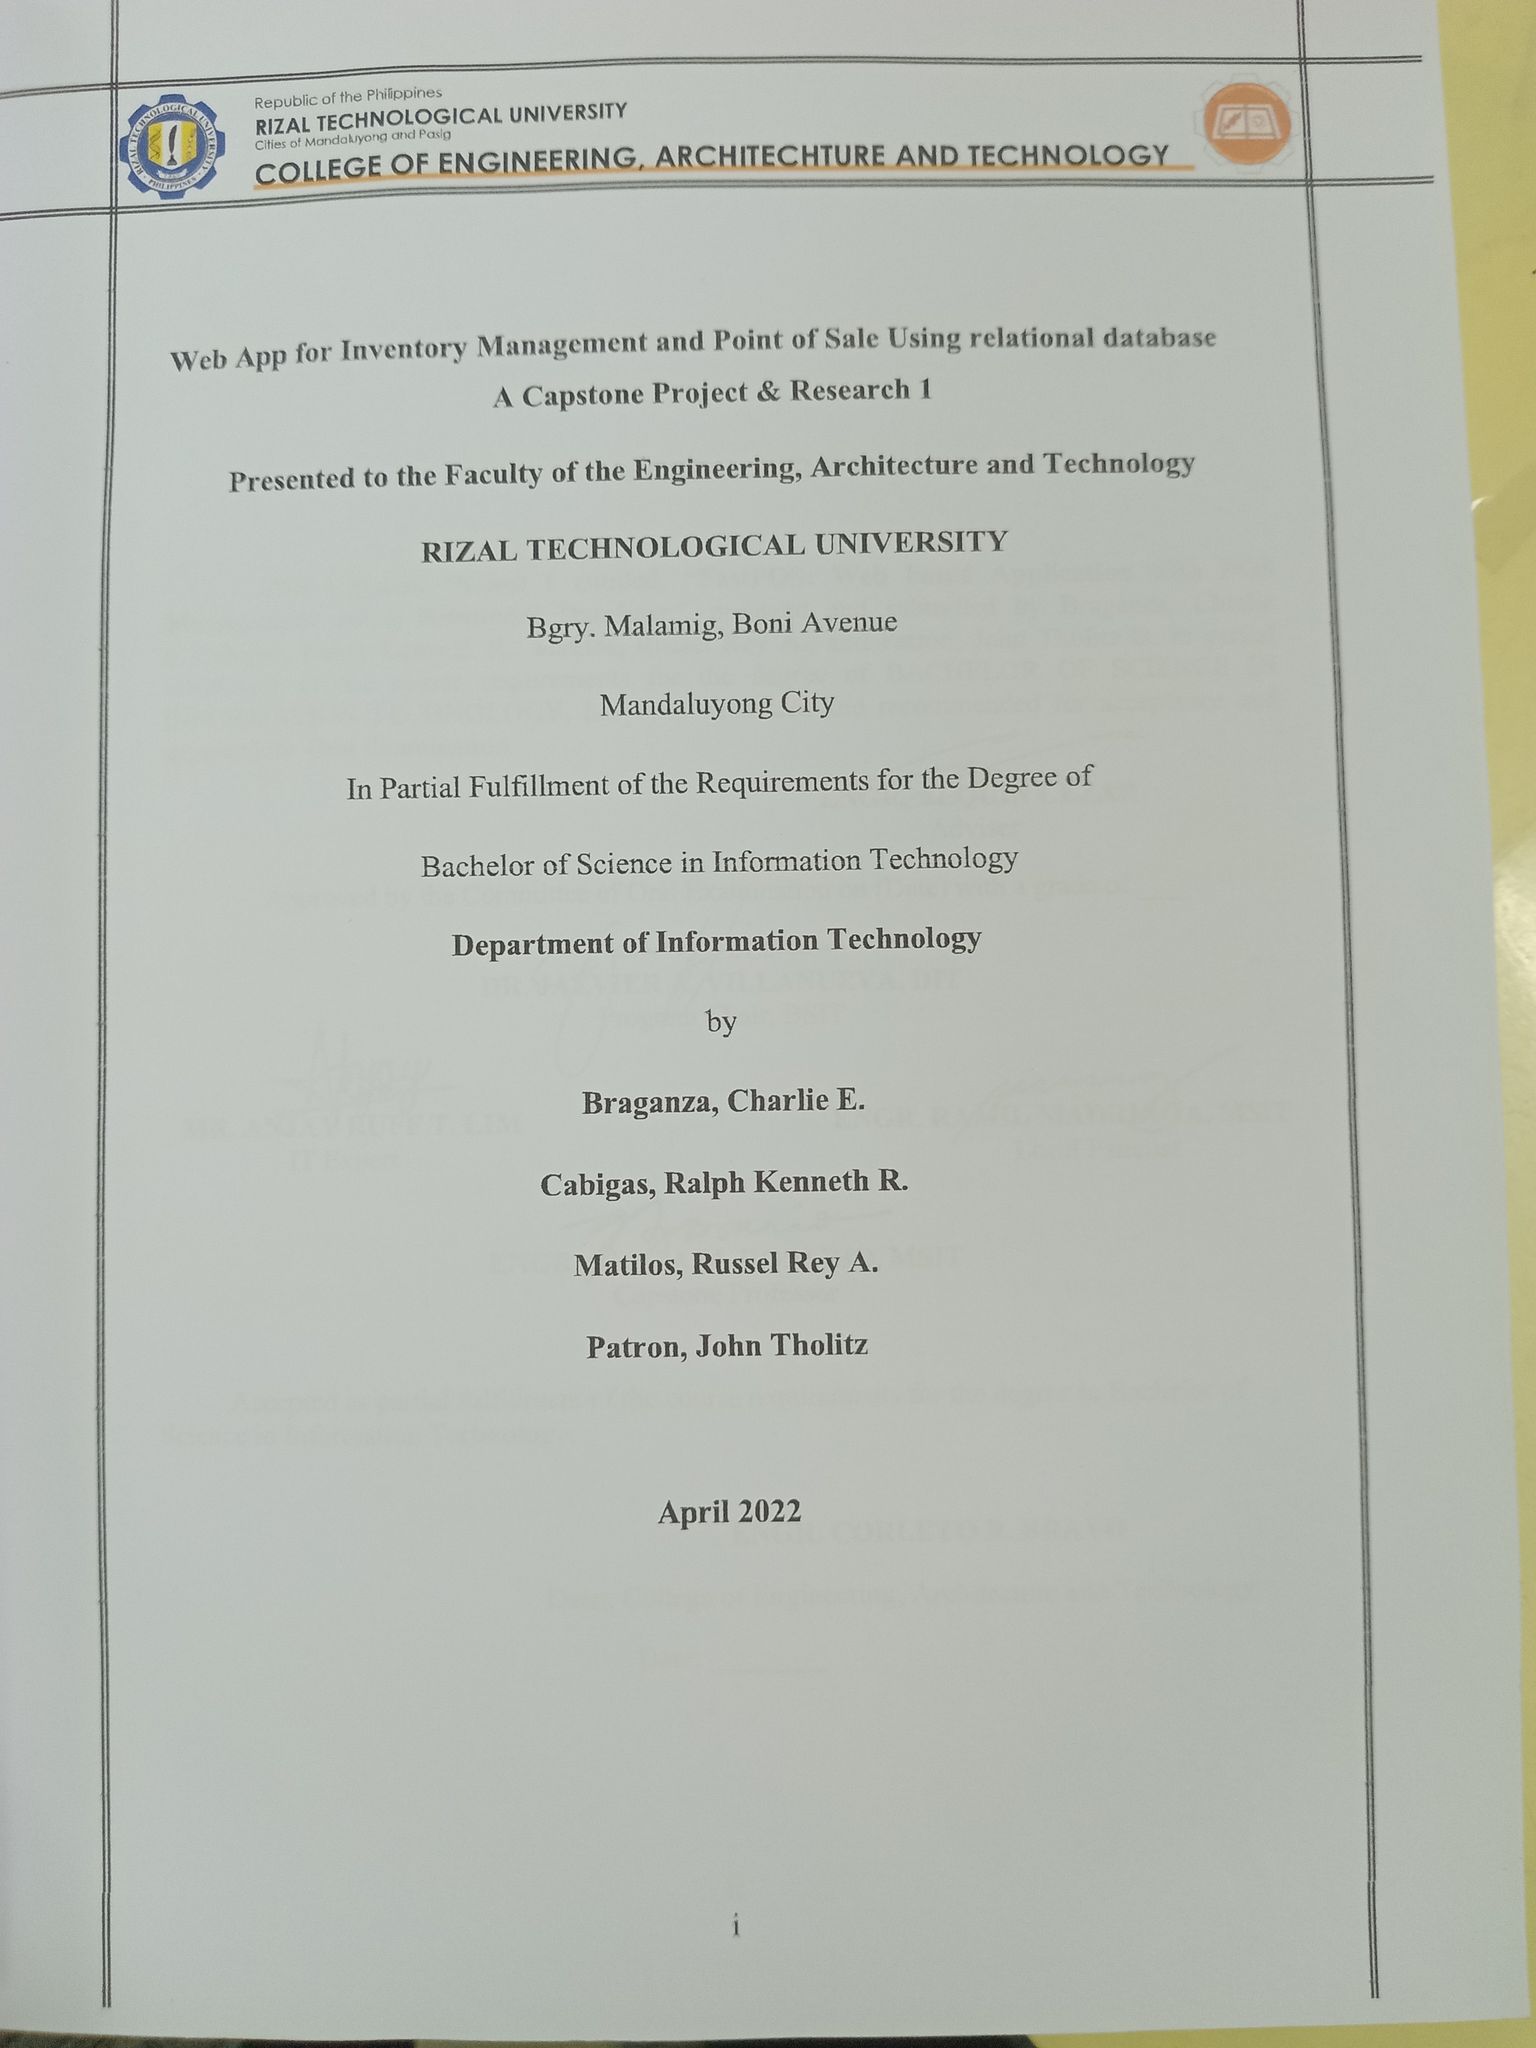 Republic of the Philippines
RIZAL TECHNOLOGICAL UNIVERSITY
Cities of Mandaluyong and Pasig
COLLEGE OF ENGINEERING, ARCHITECHTURE AND TECHNOLOGY
RIZAL TECHNOLOGICAL UNIVERSITY
PHILIPPINES
Web App for Inventory Management and Point of Sale Using relational database
A Capstone Project & Research 1
Presented to the Faculty of the Engineering, Architecture and Technology
RIZAL TECHNOLOGICAL UNIVERSITY
Bgry. Malamig, Boni Avenue
Mandaluyong City
In Partial Fulfillment of the Requirements for the Degree of
Bachelor of Science in Information Technology
Department of Information Technology
by
Braganza, Charlie E.
Cabigas, Ralph Kenneth R.
Matilos, Russel Rey A.
Patron, John Tholitz
April 2022
i